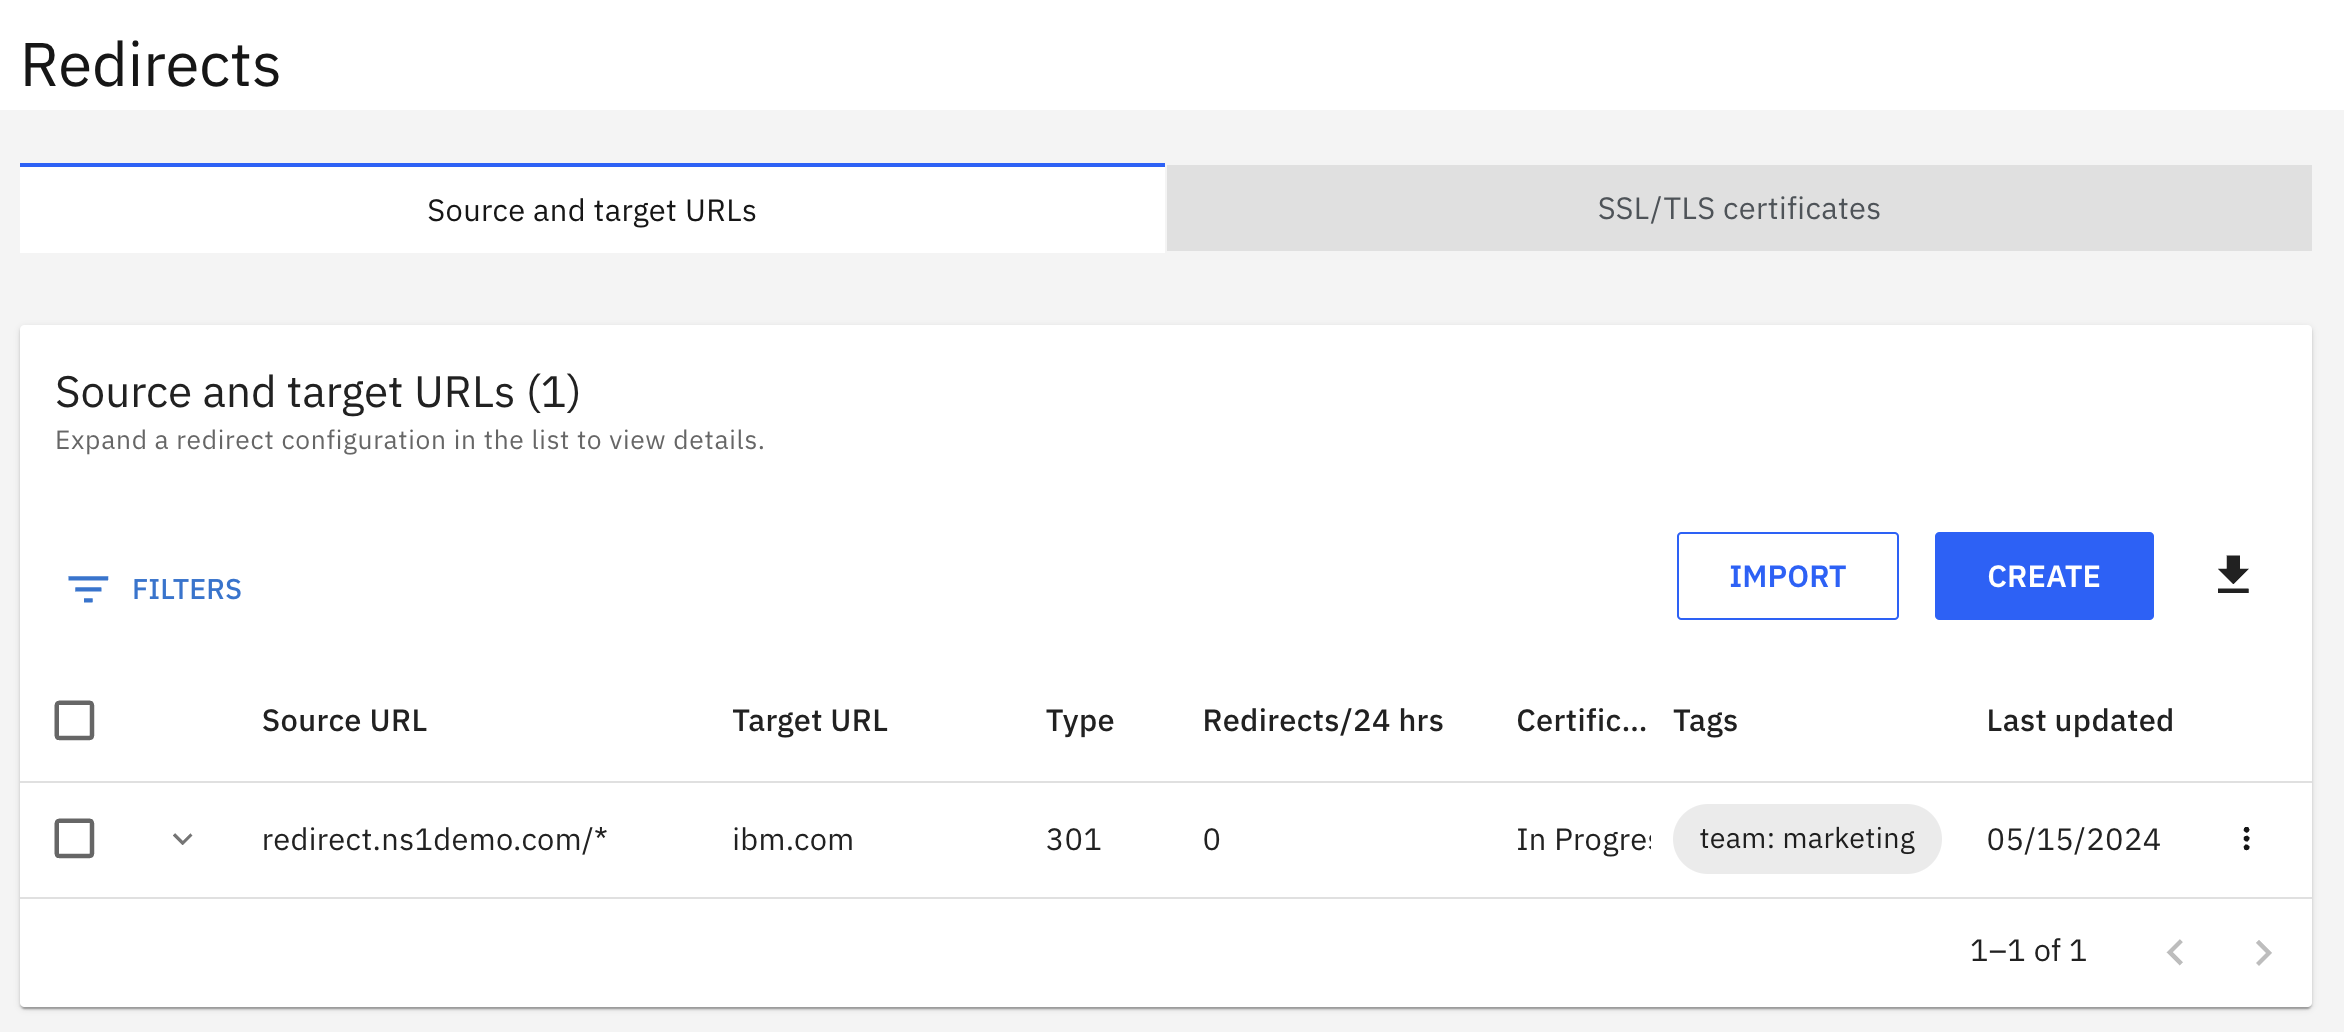 Redirects
Source and target URLs SSL/TLS certificates
Source and target URLs (1)
Expand a redirect configuration in the list to view details.
FILTERS IMPORT CREATE
Source URL Target URL Type Redirects/24 hrs Certific... Tags Last updated
redirect.ns1demo.com/* ibm.com 301 0 In Progre team: marketing 05/15/2024
1–1 of 1